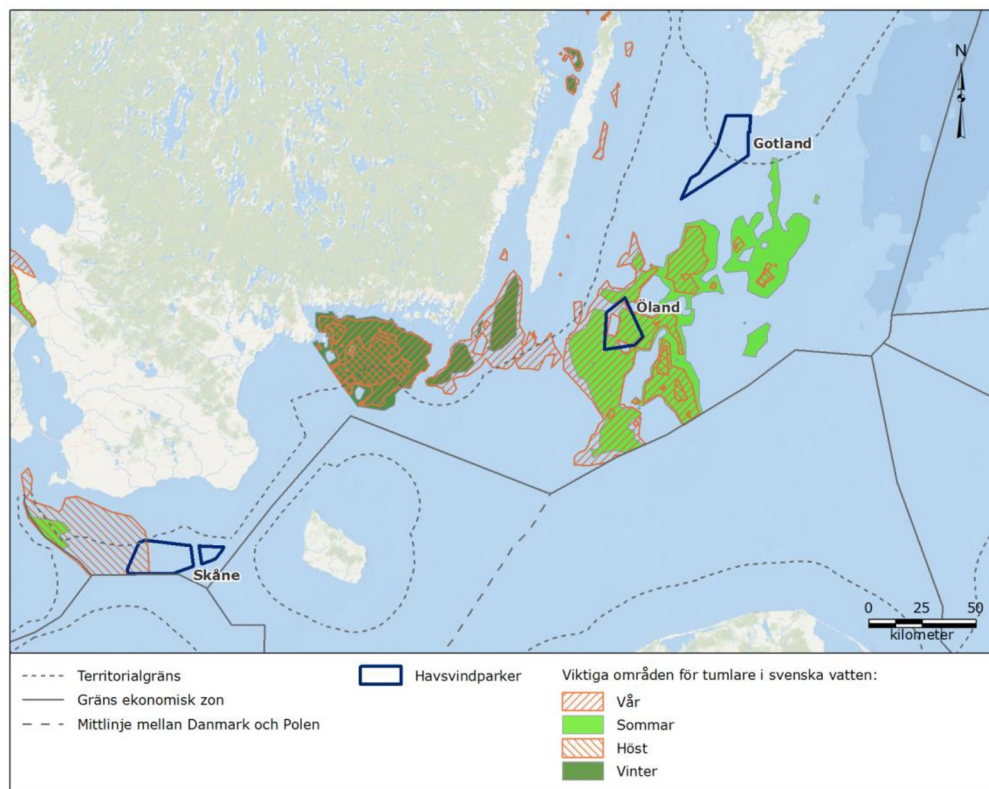 N
Gotland
Öland
Skåne
0 25 50
kilometer
Territorialgräns
Gräns ekonomisk zon
Mittlinje mellan Danmark och Polen
Havsvindparker
Viktiga områden för tumlare i svenska vatten:
Vår
Sommar
Höst
Vinter